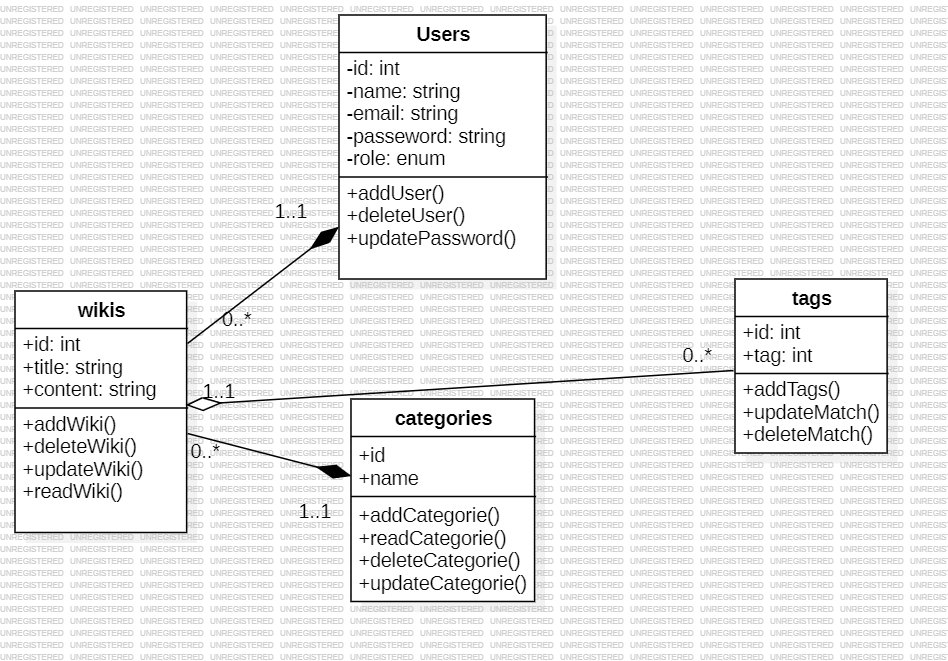 Users
-id: int
-name: string
-email: string
-passeword: string
-role: enum
+addUser()
+deleteUser()
+updatePassword()
1..1
0..*
wikis
+id: int
+title: string
+content: string
+addWiki()
+deleteWiki()
+updateWiki()
+readWiki()
1..1
0..*
tags
+id: int
+tag: int
+addTags()
+updateMatch()
+deleteMatch()
0..*
1..1
categories
+id
+name
+addCategorie()
+readCategorie()
+deleteCategorie()
+updateCategorie()
UNREGISTERED